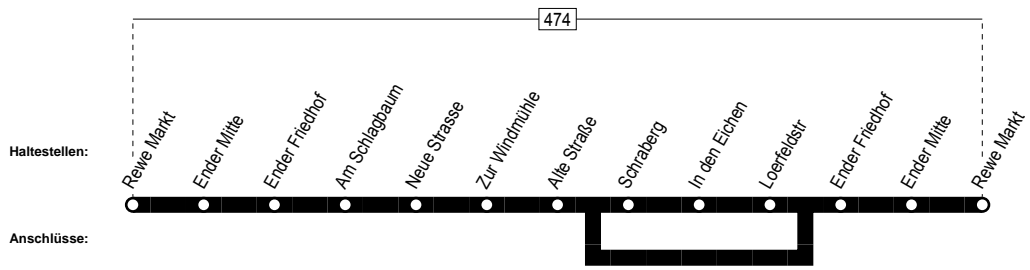 474
Haltestellen:
Rewe Markt
Ender Mitte
Ender Friedhof
Am Schlagbaum
Neue Strasse
Zur Windmühle
Alte Straße
Schraberg
In den Eichen
Loerfeldstr
Ender Friedhof
Ender Mitte
Rewe Markt
Anschlüsse: